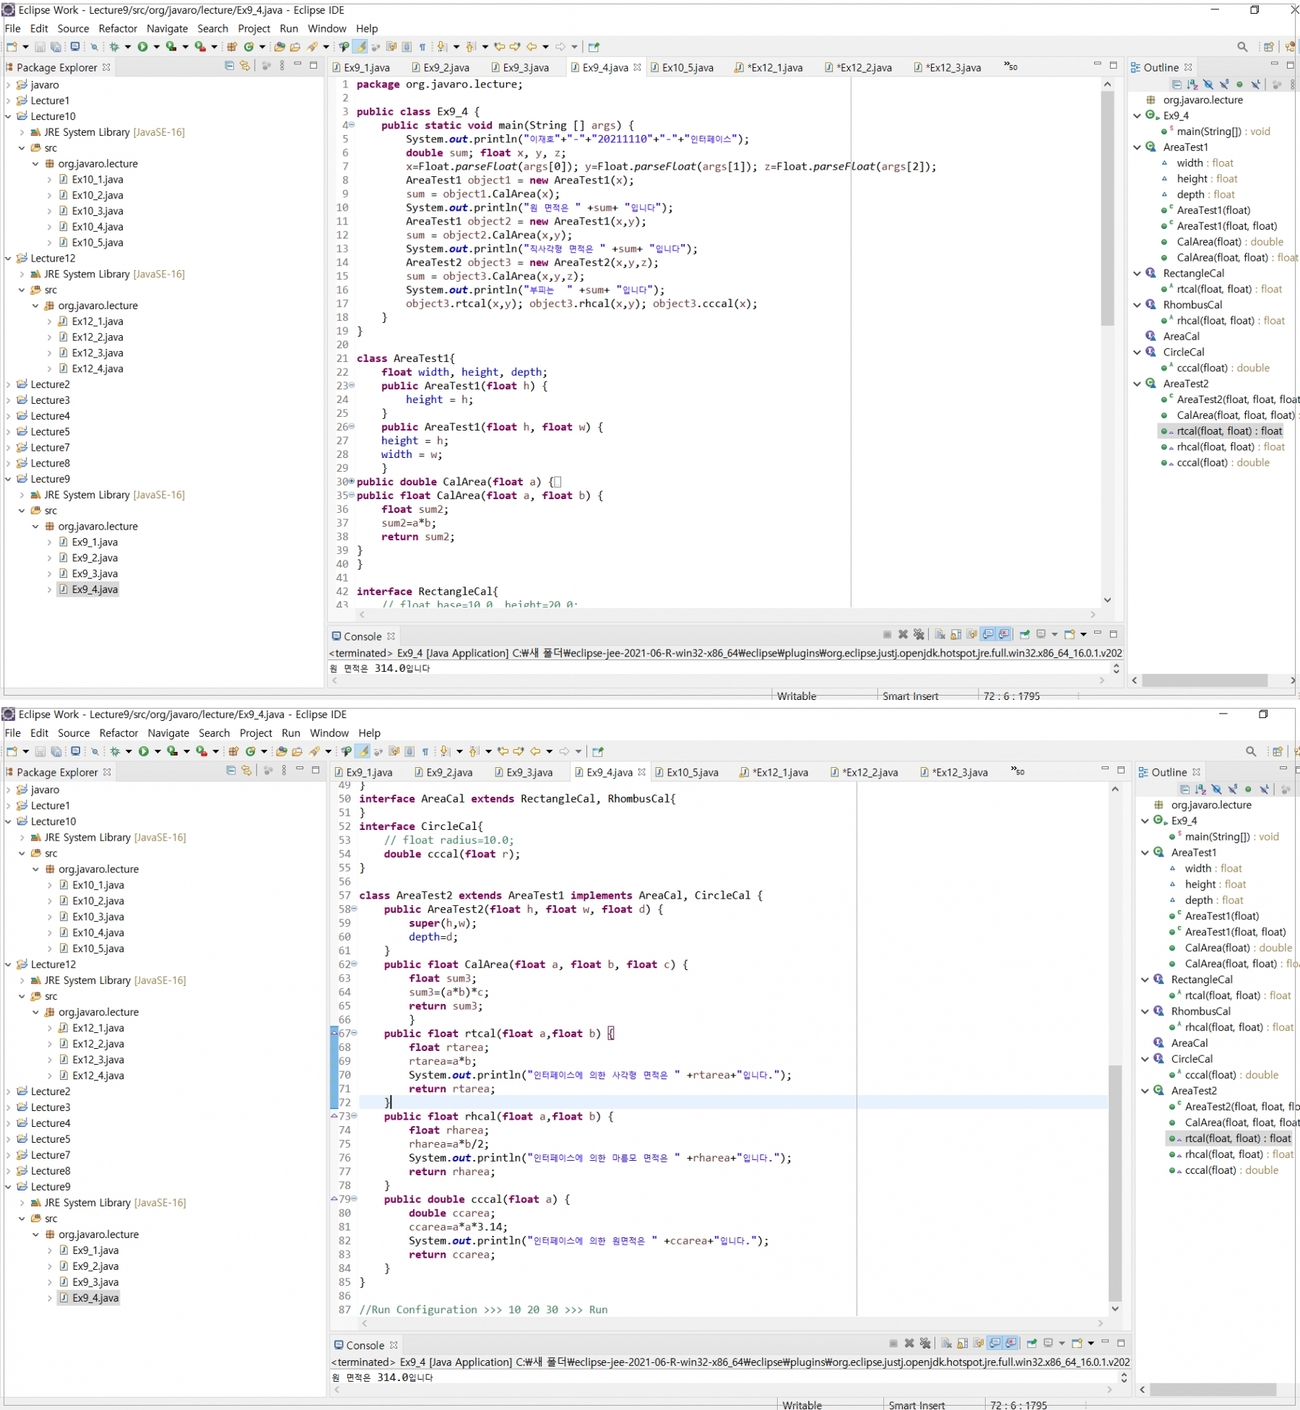 Eclipse Work - Lecture9/src/org/javaro/lecture/Ex9_4.java - Eclipse IDE
File Edit Source Refactor Navigate Search Project Run Window Help
Package Explorer
javaro
Lecture1
Lecture10
JRE System Library [JavaSE-16]
src
org.javaro.lecture
Ex10_1.java
Ex10_2.java
Ex10_3.java
Ex10_4.java
Ex10_5.java
Lecture12
JRE System Library [JavaSE-16]
src
org.javaro.lecture
Ex12_1.java
Ex12_2.java
Ex12_3.java
Ex12_4.java
Lecture2
Lecture3
Lecture4
Lecture5
Lecture7
Lecture8
Lecture9
JRE System Library [JavaSE-16]
src
org.javaro.lecture
Ex9_1.java
Ex9_2.java
Ex9_3.java
Ex9_4.java
Ex9_1.java Ex9_2.java Ex9_3.java Ex9_4.java Ex10_5.java *Ex12_1.java *Ex12_2.java *Ex12_3.java »50
1 package org.javaro.lecture;
2
3 public class Ex9_4 {
4 public static void main(String [] args) {
5 System.out.println("이재호"+"-"+"20211110"+"-"+"인터페이스");
6 double sum; float x, y, z;
7 x=Float.parseFloat(args[0]); y=Float.parseFloat(args[1]); z=Float.parseFloat(args[2]);
8 AreaTest1 object1 = new AreaTest1(x);
9 sum = object1.CalArea(x);
10 System.out.println("원 면적은 " +sum+ "입니다");
11 AreaTest1 object2 = new AreaTest1(x,y);
12 sum = object2.CalArea(x,y);
13 System.out.println("직사각형 면적은 " +sum+ "입니다");
14 AreaTest2 object3 = new AreaTest2(x,y,z);
15 sum = object3.CalArea(x,y,z);
16 System.out.println("부피는  " +sum+ "입니다");
17 object3.rtcal(x,y); object3.rhcal(x,y); object3.cccal(x);
18 }
19 }
20
21 class AreaTest1{
22 float width, height, depth;
23 public AreaTest1(float h) {
24 height = h;
25 }
26 public AreaTest1(float h, float w) {
27 height = h;
28 width = w;
29 }
30 public double CalArea(float a) {
35 public float CalArea(float a, float b) {
36 float sum2;
37 sum2=a*b;
38 return sum2;
39 }
40 }
41
42 interface RectangleCal{
43 // float base=10.0, height=20.0;
Console
<terminated> Ex9_4 [Java Application] C:₩새 폴더₩eclipse-jee-2021-06-R-win32-x86_64₩eclipse₩plugins₩org.eclipse.justj.openjdk.hotspot.jre.full.win32.x86_64_16.0.1.v202
원 면적은 314.0입니다
Outline
org.javaro.lecture
Ex9_4
main(String[]) : void
AreaTest1
width : float
height : float
depth : float
AreaTest1(float)
AreaTest1(float, float)
CalArea(float) : double
CalArea(float, float) : float
RectangleCal
rtcal(float, float) : float
RhombusCal
rhcal(float, float) : float
AreaCal
CircleCal
cccal(float) : double
AreaTest2
AreaTest2(float, float, float
CalArea(float, float, float) :
rtcal(float, float) : float
rhcal(float, float) : float
cccal(float) : double
Writable Smart Insert 72 : 6 : 1795
Eclipse Work - Lecture9/src/org/javaro/lecture/Ex9_4.java - Eclipse IDE
File Edit Source Refactor Navigate Search Project Run Window Help
Package Explorer
javaro
Lecture1
Lecture10
JRE System Library [JavaSE-16]
src
org.javaro.lecture
Ex10_1.java
Ex10_2.java
Ex10_3.java
Ex10_4.java
Ex10_5.java
Lecture12
JRE System Library [JavaSE-16]
src
org.javaro.lecture
Ex12_1.java
Ex12_2.java
Ex12_3.java
Ex12_4.java
Lecture2
Lecture3
Lecture4
Lecture5
Lecture7
Lecture8
Lecture9
JRE System Library [JavaSE-16]
src
org.javaro.lecture
Ex9_1.java
Ex9_2.java
Ex9_3.java
Ex9_4.java
Ex9_1.java Ex9_2.java Ex9_3.java Ex9_4.java Ex10_5.java *Ex12_1.java *Ex12_2.java *Ex12_3.java »50
49 }
50 interface AreaCal extends RectangleCal, RhombusCal{
51 }
52 interface CircleCal{
53 // float radius=10.0;
54 double cccal(float r);
55 }
56
57 class AreaTest2 extends AreaTest1 implements AreaCal, CircleCal {
58 public AreaTest2(float h, float w, float d) {
59 super(h,w);
60 depth=d;
61 }
62 public float CalArea(float a, float b, float c) {
63 float sum3;
64 sum3=(a*b)*c;
65 return sum3;
66 }
67 public float rtcal(float a,float b) {
68 float rtarea;
69 rtarea=a*b;
70 System.out.println("인터페이스에 의한 사각형 면적은 " +rtarea+"입니다.");
71 return rtarea;
72 }
73 public float rhcal(float a,float b) {
74 float rharea;
75 rharea=a*b/2;
76 System.out.println("인터페이스에 의한 마름모 면적은 " +rharea+"입니다.");
77 return rharea;
78 }
79 public double cccal(float a) {
80 double ccarea;
81 ccarea=a*a*3.14;
82 System.out.println("인터페이스에 의한 원면적은 " +ccarea+"입니다.");
83 return ccarea;
84 }
85 }
86
87 //Run Configuration >>> 10 20 30 >>> Run
Console
<terminated> Ex9_4 [Java Application] C:₩새 폴더₩eclipse-jee-2021-06-R-win32-x86_64₩eclipse₩plugins₩org.eclipse.justj.openjdk.hotspot.jre.full.win32.x86_64_16.0.1.v202
원 면적은 314.0입니다
Outline
org.javaro.lecture
Ex9_4
main(String[]) : void
AreaTest1
width : float
height : float
depth : float
AreaTest1(float)
AreaTest1(float, float)
CalArea(float) : double
CalArea(float, float) : flo
RectangleCal
rtcal(float, float) : float
RhombusCal
rhcal(float, float) : float
AreaCal
CircleCal
cccal(float) : double
AreaTest2
AreaTest2(float, float, flo
CalArea(float, float, float
rtcal(float, float) : float
rhcal(float, float) : float
cccal(float) : double
Writable Smart Insert 72 : 6 : 1795